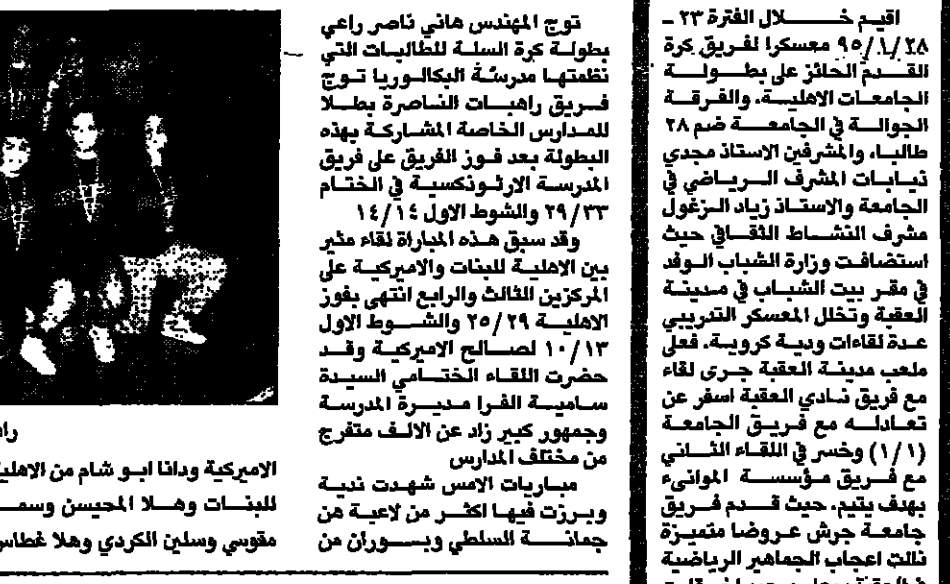 اقيم خلال الفترة ٢٣ ـ
٩٥/١/٢٨ معسكرا لفريق كرة
القدم الحائز على بطولة
الجامعات الاهلية، والفرقة
الجوالة في الجامعة ضم ٢٨
طالبا، والمشرفين الاستاذ مجدي
ذيابات المشرف الرياضي في
الجامعة والاستاذ زياد الزغول
مشرف النشاط الثقافي حيث
استضافت وزارة الشباب الوفد
في مقر بيت الشباب في مدينة
العقبة وتخلل المعسكر التدريبي
عدة لقاءات ودية كروية، فعلى
ملعب مدينة العقبة جرى لقاء
مع فريق نادي العقبة اسفر عن
تعادله مع فريق الجامعة
(١/١) وخسر في اللقاء الثاني
مع فريق مؤسسة الموانىء
بهدف يتيم، حيث قدم فريق
جامعة جرش عروضا متميزة
نالت اعجاب الجماهير الرياضية
توج المهندس هاني ناصر راعي
بطولة كرة السلة للطالبات التي
نظمتها مدرسة البكالوريا توج
فريق راهبات الناصرة بطلا
للمدارس الخاصة المشاركة بهذه
البطولة بعد فوز الفريق على فريق
المدرسة الارثوذكسية في الختام
٢٩/٣٣ والشوط الاول ١٤/١٤
وقد سبق هذه المباراة لقاء مثير
بين الاهلية للبنات والاميركية على
المركزين الثالث والرابع انتهى بفوز
الاهلية ٢٥/٢٩ والشوط الاول
١٠/١٣ لصالح الاميركية وقد
حضرت اللقاء الختامي السيدة
سامية الفرا مديرة المدرسة
وجمهور كبير زاد عن الالف متفرج
من مختلف المدارس
مباريات الامس شهدت ندية
وبرزت فيها اكثر من لاعبة هن
جمانة السلطي وبسوران من
الاميركية ودانا ابو شام من الاهلية
للبنات وهلا المحيسن وسمـ
مقوسي وسلين الكردي وهلا غطاس